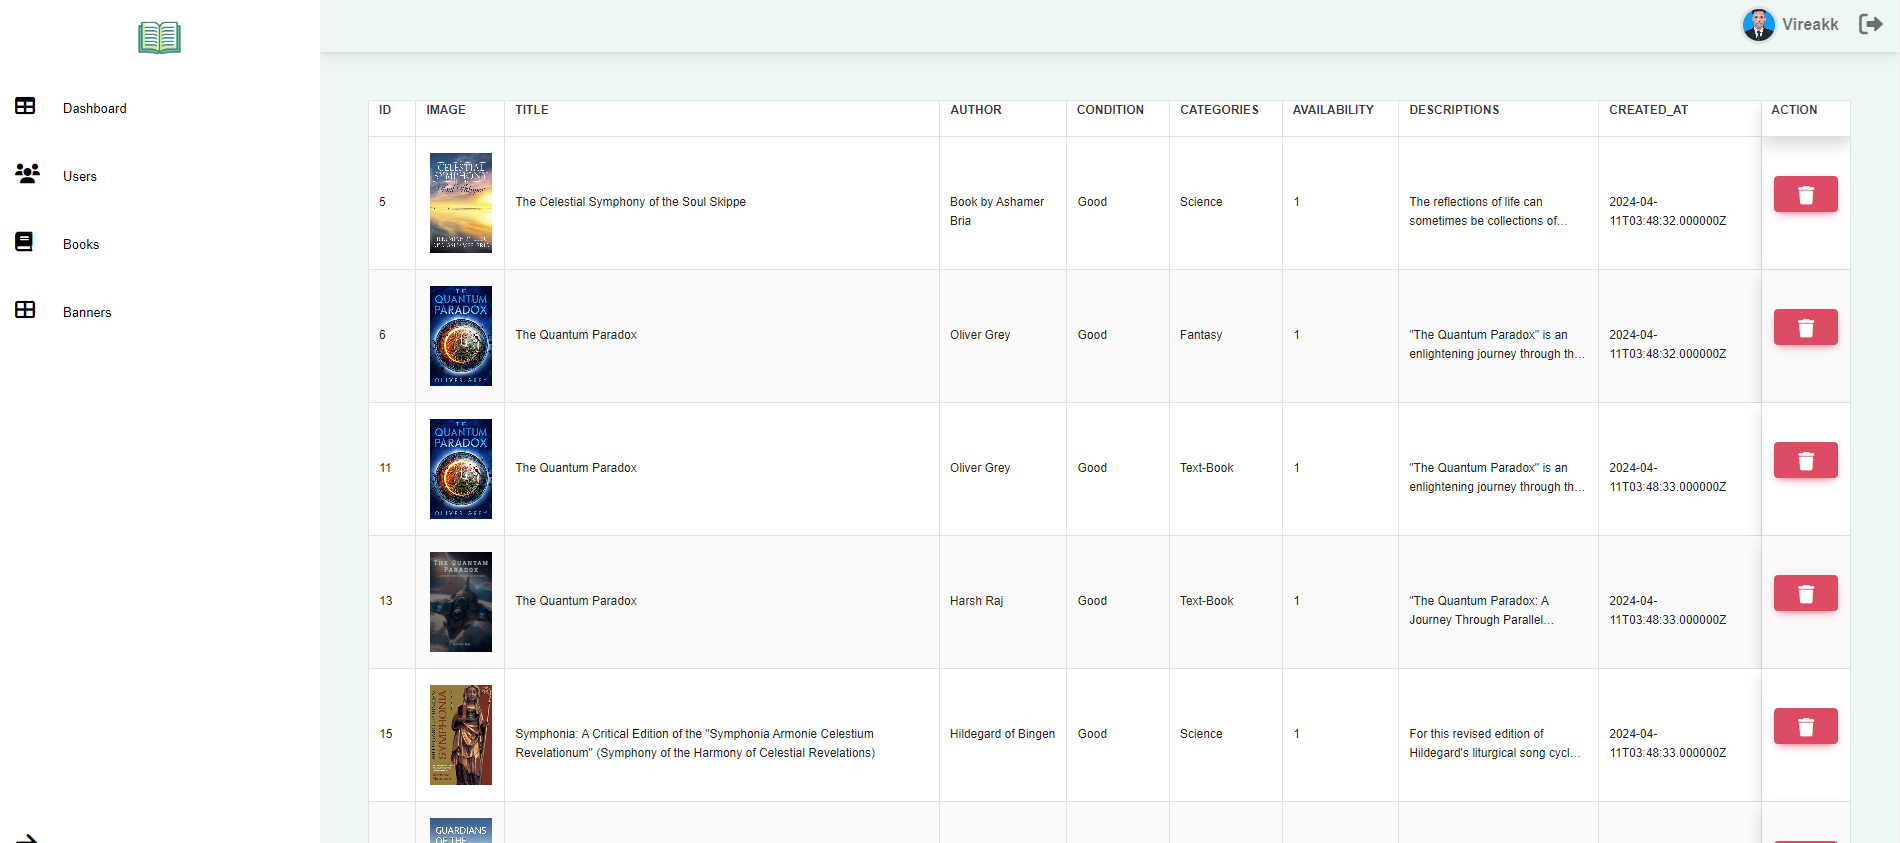 Vireakk
Dashboard
Users
Books
Banners
ID IMAGE TITLE AUTHOR CONDITION CATEGORIES AVAILABILITY DESCRIPTIONS CREATED_AT ACTION
CELESTIAL
SYMPHONY
5 The Celestial Symphony of the Soul Skippe Book by Ashamer Good Science 1 The reflections of life can 2024-04-
Bria sometimes be collections of... 11T03:48:32.000000Z
THE
QUANTUM
PARADOX
OLIVER GREY
6 The Quantum Paradox Oliver Grey Good Fantasy 1 "The Quantum Paradox" is an 2024-04-
enlightening journey through th... 11T03:48:32.000000Z
THE
QUANTUM
PARADOX
OLIVER GREY
11 The Quantum Paradox Oliver Grey Good Text-Book 1 "The Quantum Paradox" is an 2024-04-
enlightening journey through th... 11T03:48:33.000000Z
THE QUANTAM
PARADOX
13 The Quantum Paradox Harsh Raj Good Text-Book 1 "The Quantum Paradox: A 2024-04-
Journey Through Parallel... 11T03:48:33.000000Z
SYMPHONIA
15 Symphonia: A Critical Edition of the "Symphonia Armonie Celestium Hildegard of Bingen Good Science 1 For this revised edition of 2024-04-
Revelationum" (Symphony of the Harmony of Celestial Revelations) Hildegard's liturgical song cycl... 11T03:48:33.000000Z
GUARDIANS
OF THE